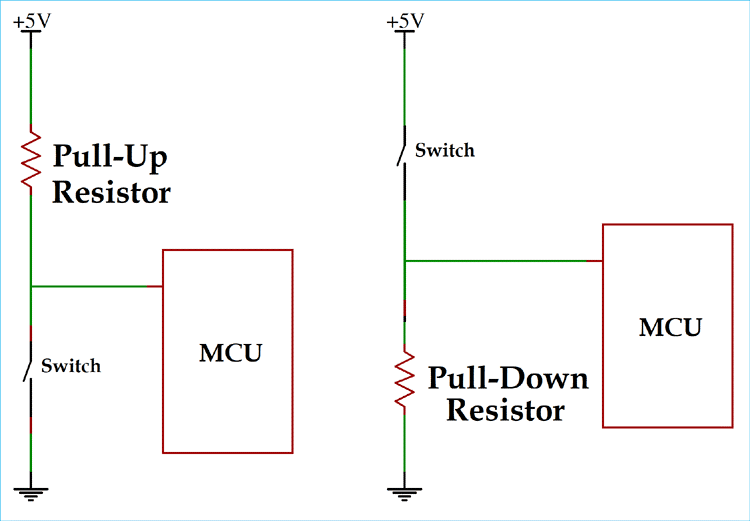 +5V
Pull-Up
Resistor
MCU
Switch
+5V
Switch
MCU
Pull-Down
Resistor